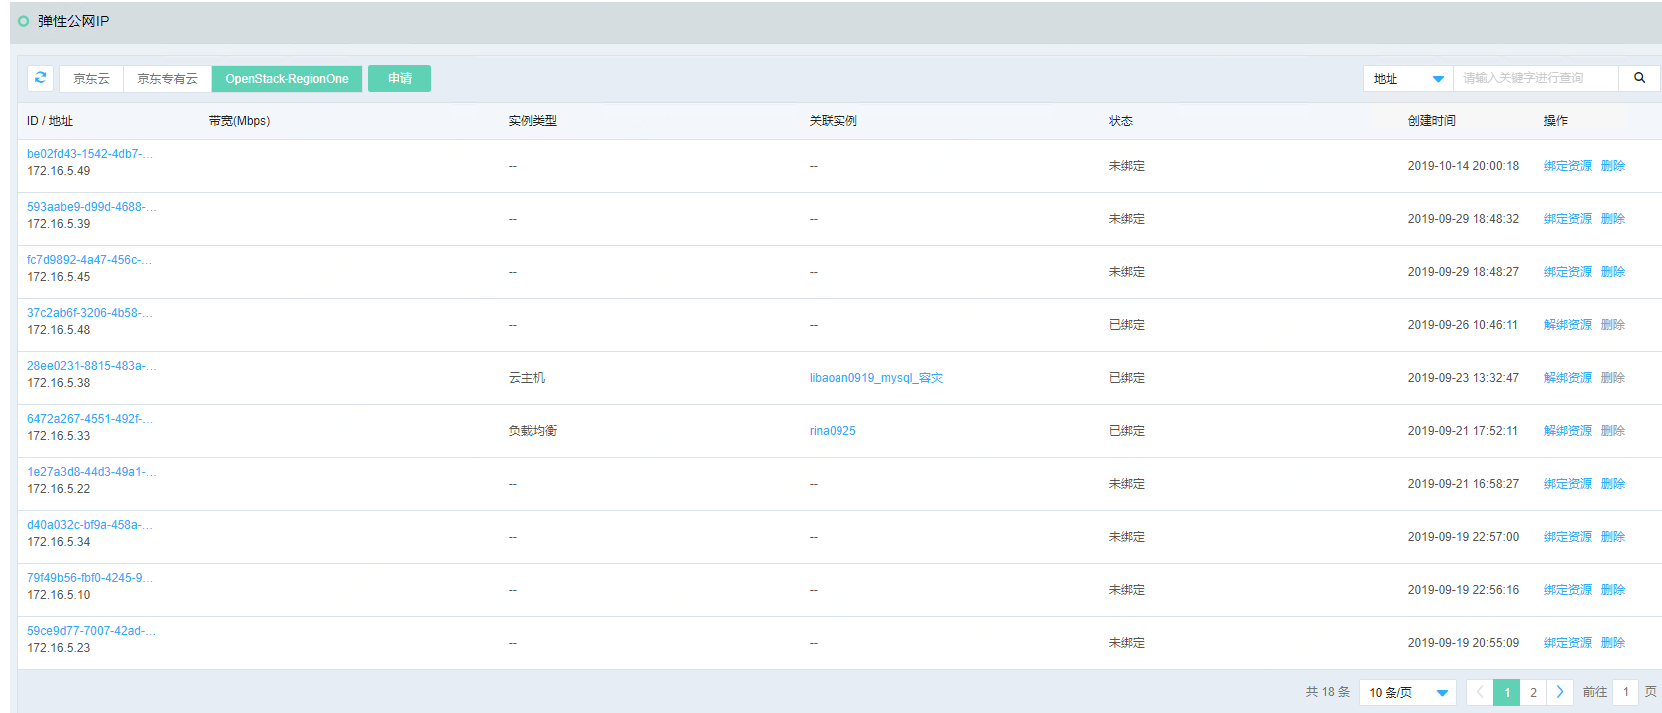 弹性公网IP
京东云 京东专有云 OpenStack-RegionOne 申请 地址 请输入关键字进行查询
ID / 地址 带宽(Mbps) 实例类型 关联实例 状态 创建时间 操作
be02fd43-1542-4db7-...
172.16.5.49 -- -- 未绑定 2019-10-14 20:00:18 绑定资源 删除
593aabe9-d99d-4688-...
172.16.5.39 -- -- 未绑定 2019-09-29 18:48:32 绑定资源 删除
fc7d9892-4a47-456c-...
172.16.5.45 -- -- 未绑定 2019-09-29 18:48:27 绑定资源 删除
37c2ab6f-3206-4b58-...
172.16.5.48 -- -- 已绑定 2019-09-26 10:46:11 解绑资源 删除
28ee0231-8815-483a-...
172.16.5.38 云主机 libaoan0919_mysql_容灾 已绑定 2019-09-23 13:32:47 解绑资源 删除
6472a267-4551-492f-...
172.16.5.33 负载均衡 rina0925 已绑定 2019-09-21 17:52:11 解绑资源 删除
1e27a3d8-44d3-49a1-...
172.16.5.22 -- -- 未绑定 2019-09-21 16:58:27 绑定资源 删除
d40a032c-bf9a-458a-...
172.16.5.34 -- -- 未绑定 2019-09-19 22:57:00 绑定资源 删除
79f49b56-fbf0-4245-9...
172.16.5.10 -- -- 未绑定 2019-09-19 22:56:16 绑定资源 删除
59ce9d77-7007-42ad-...
172.16.5.23 -- -- 未绑定 2019-09-19 20:55:09 绑定资源 删除
共 18 条 10 条/页 1 2 前往 1 页